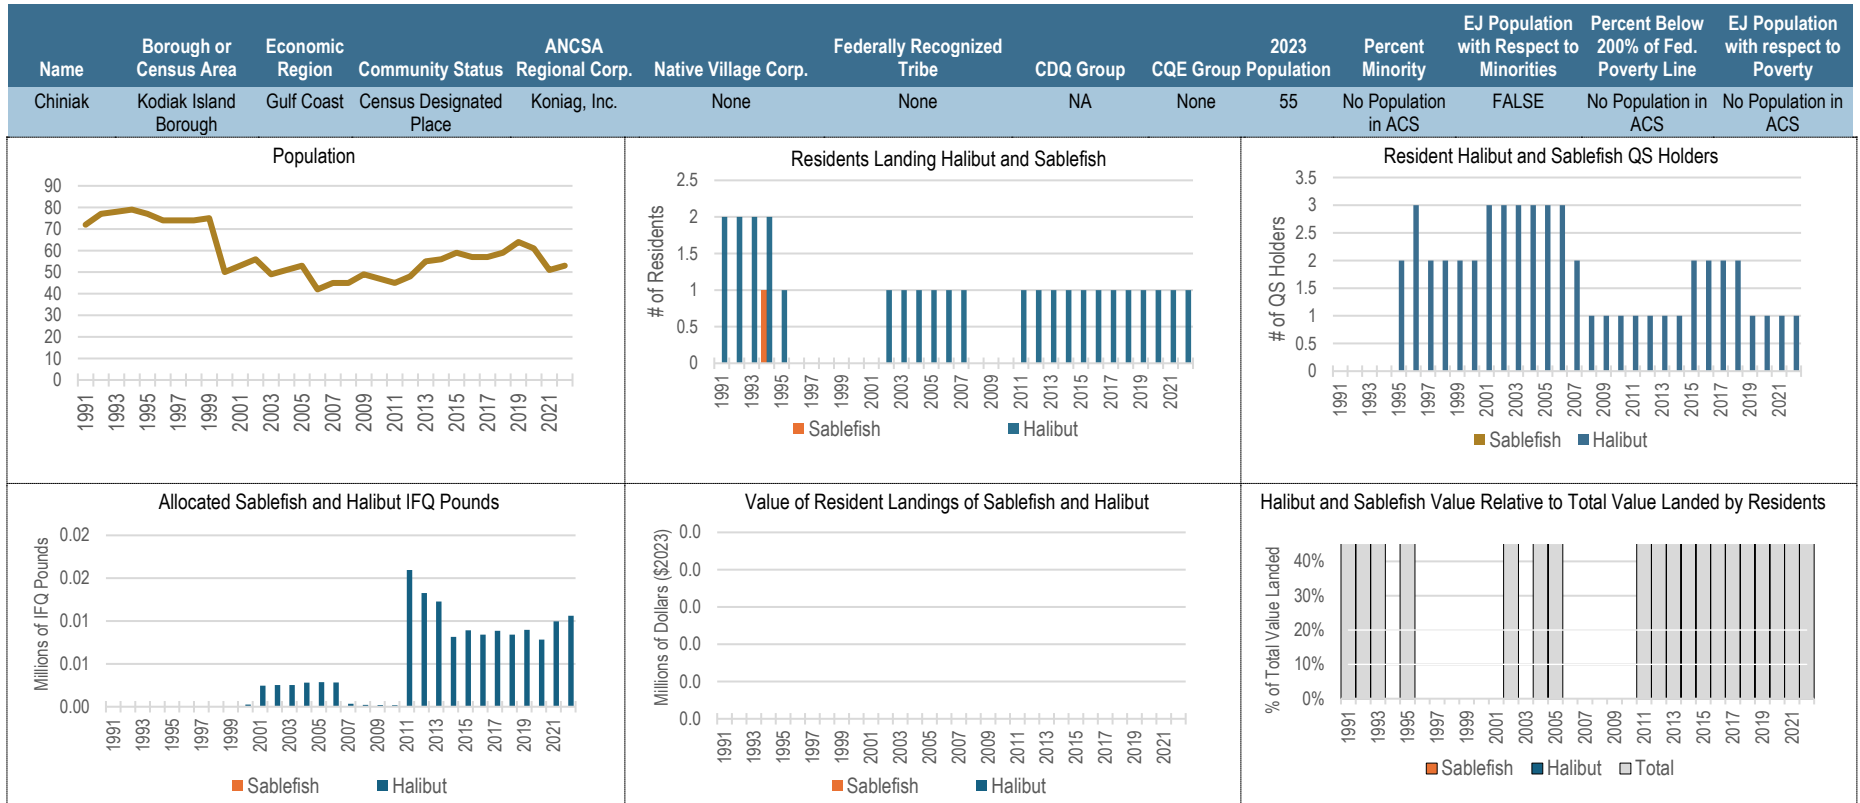 Name
Borough or
Census Area
Economic
Region
Community Status
ANCSA
Regional Corp.
Native Village Corp.
Federally Recognized
Tribe
CDQ Group
CQE Group
2023
Population
Percent
Minority
EJ Population
with Respect to
Minorities
Percent Below
200% of Fed.
Poverty Line
EJ Population
with respect to
Poverty
Chiniak
Kodiak Island
Borough
Gulf Coast
Census Designated
Place
Koniag, Inc.
None
None
NA
None
55
No Population
in ACS
FALSE
No Population in
ACS
No Population in
ACS
Population
90
80
70
60
50
40
30
20
10
0
1991 1993 1995 1997 1999 2001 2003 2005 2007 2009 2011 2013 2015 2017 2019 2021
Residents Landing Halibut and Sablefish
# of Residents
2.5
2
1.5
1
0.5
0
1991 1993 1995 1997 1999 2001 2003 2005 2007 2009 2011 2013 2015 2017 2019 2021
Sablefish Halibut
Resident Halibut and Sablefish QS Holders
# of QS Holders
3.5
3
2.5
2
1.5
1
0.5
0
1991 1993 1995 1997 1999 2001 2003 2005 2007 2009 2011 2013 2015 2017 2019 2021
Sablefish Halibut
Allocated Sablefish and Halibut IFQ Pounds
Millions of IFQ Pounds
0.02
0.02
0.01
0.01
0.00
1991 1993 1995 1997 1999 2001 2003 2005 2007 2009 2011 2013 2015 2017 2019 2021
Sablefish Halibut
Value of Resident Landings of Sablefish and Halibut
Millions of Dollars ($2023)
0.0
0.0
0.0
0.0
0.0
0.0
1991 1993 1995 1997 1999 2001 2003 2005 2007 2009 2011 2013 2015 2017 2019 2021
Sablefish Halibut
Halibut and Sablefish Value Relative to Total Value Landed by Residents
% of Total Value Landed
40%
30%
20%
10%
0%
1991 1993 1995 1997 1999 2001 2003 2005 2007 2009 2011 2013 2015 2017 2019 2021
Sablefish Halibut Total